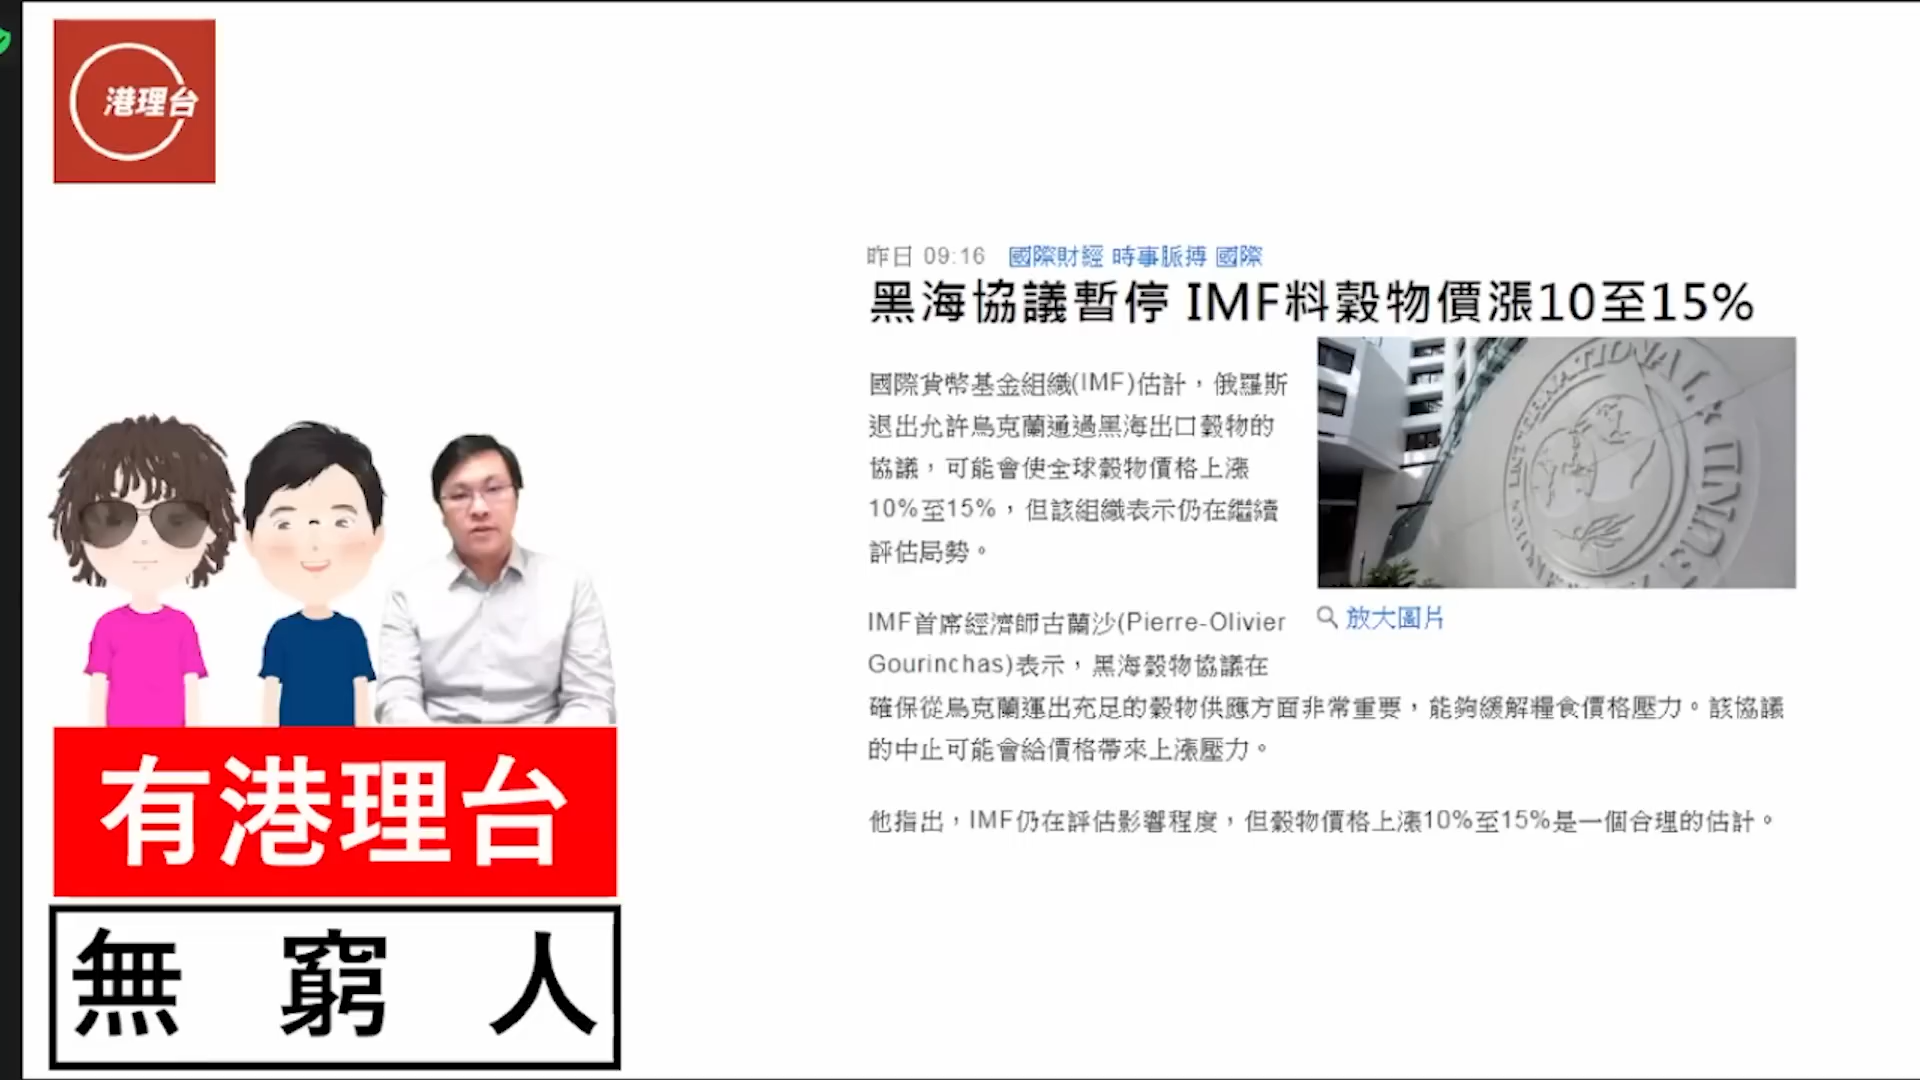 港理台
昨日 09:16 國際財經 時事脈搏 國際
黑海協議暫停 IMF料穀物價漲10至15%
國際貨幣基金組織(IMF)估計，俄羅斯
退出允許烏克蘭通過黑海出口穀物的
協議，可能會使全球穀物價格上漲
10%至15%，但該組織表示仍在繼續
評估局勢。
放大圖片
IMF首席經濟師古蘭沙(Pierre-Olivier
Gourinchas)表示，黑海穀物協議在
確保從烏克蘭運出充足的穀物供應方面非常重要，能夠緩解糧食價格壓力。該協議
的中止可能會給價格帶來上漲壓力。
他指出，IMF仍在評估影響程度，但穀物價格上漲10%至15%是一個合理的估計。
有港理台
無窮人